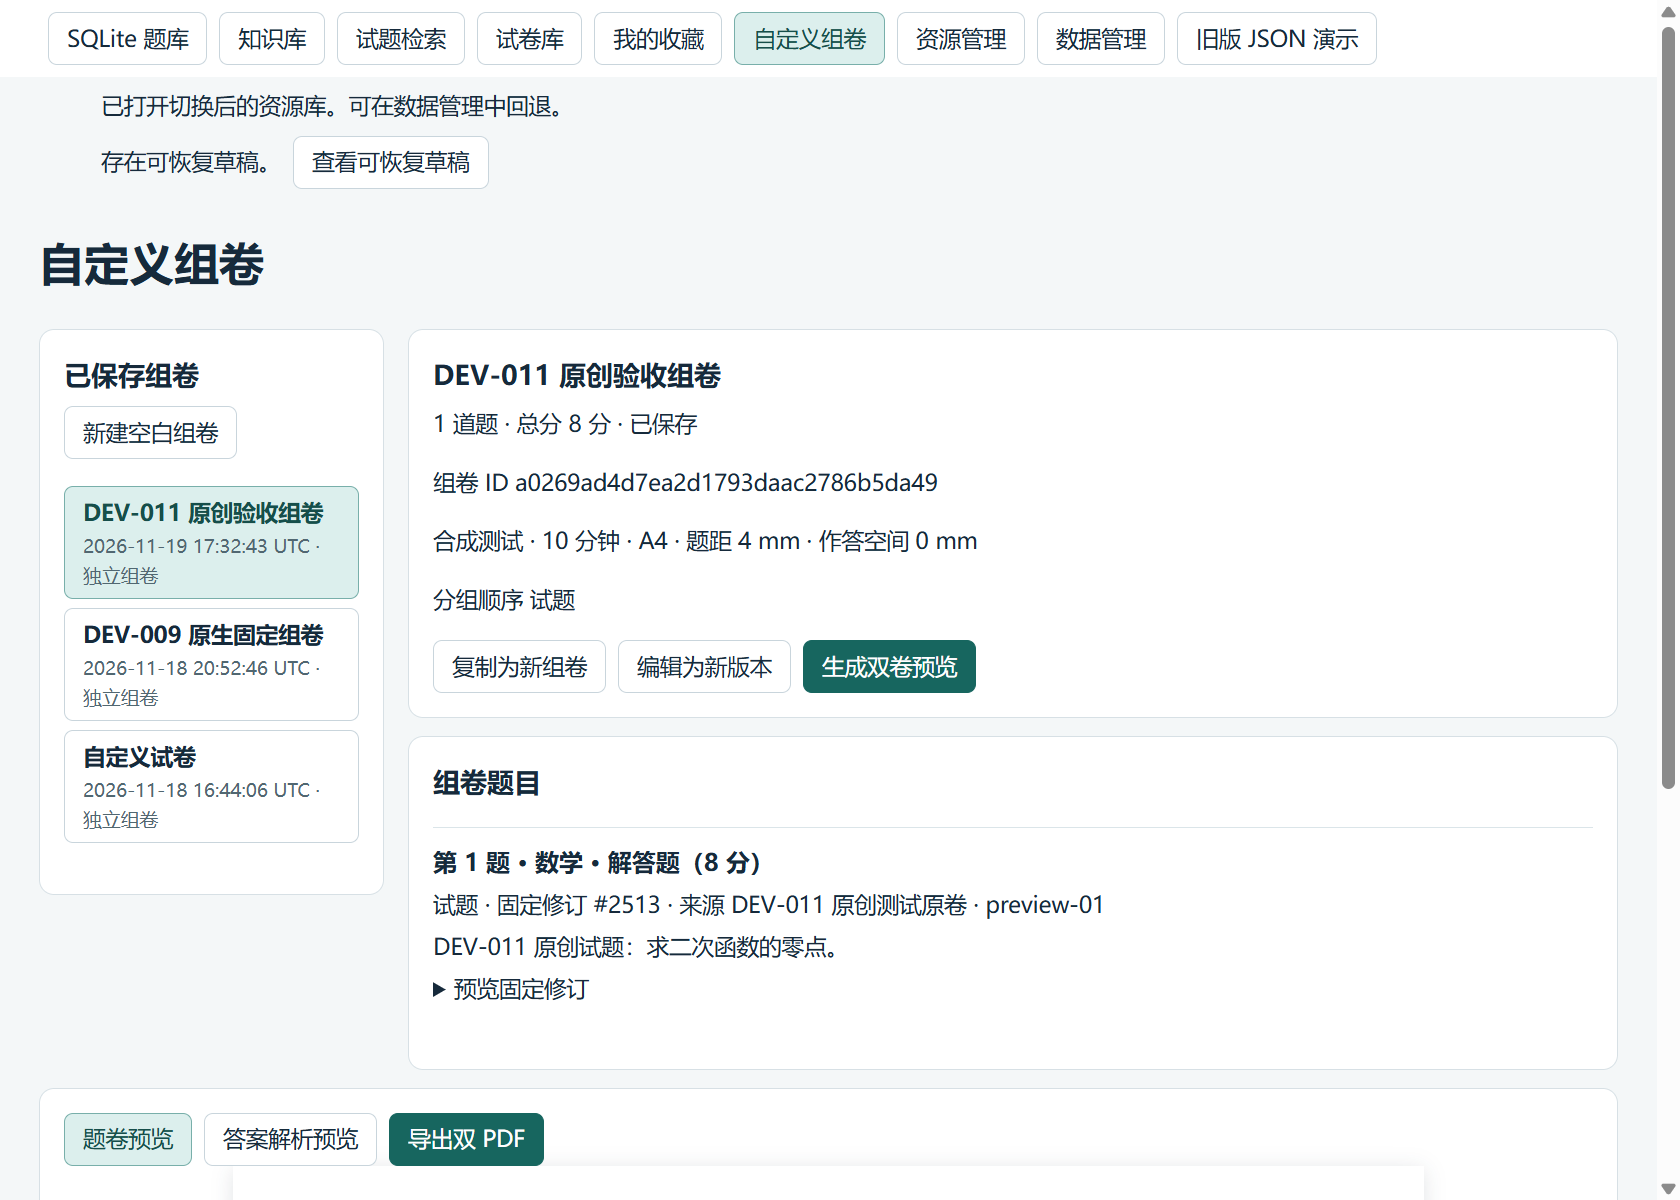 SQLite 题库 知识库 试题检索 试卷库 我的收藏 自定义组卷 资源管理 数据管理 旧版 JSON 演示
已打开切换后的资源库。可在数据管理中回退。
存在可恢复草稿。 查看可恢复草稿
自定义组卷
已保存组卷
新建空白组卷
DEV-011 原创验收组卷
2026-11-19 17:32:43 UTC ·
独立组卷
DEV-009 原生固定组卷
2026-11-18 20:52:46 UTC ·
独立组卷
自定义试卷
2026-11-18 16:44:06 UTC ·
独立组卷
DEV-011 原创验收组卷
1 道题 · 总分 8 分 · 已保存
组卷 ID a0269ad4d7ea2d1793daac2786b5da49
合成测试 · 10 分钟 · A4 · 题距 4 mm · 作答空间 0 mm
分组顺序 试题
复制为新组卷 编辑为新版本 生成双卷预览
组卷题目
第 1 题 • 数学 • 解答题（8 分）
试题 · 固定修订 #2513 · 来源 DEV-011 原创测试原卷 · preview-01
DEV-011 原创试题：求二次函数的零点。
▶ 预览固定修订
题卷预览 答案解析预览 导出双 PDF